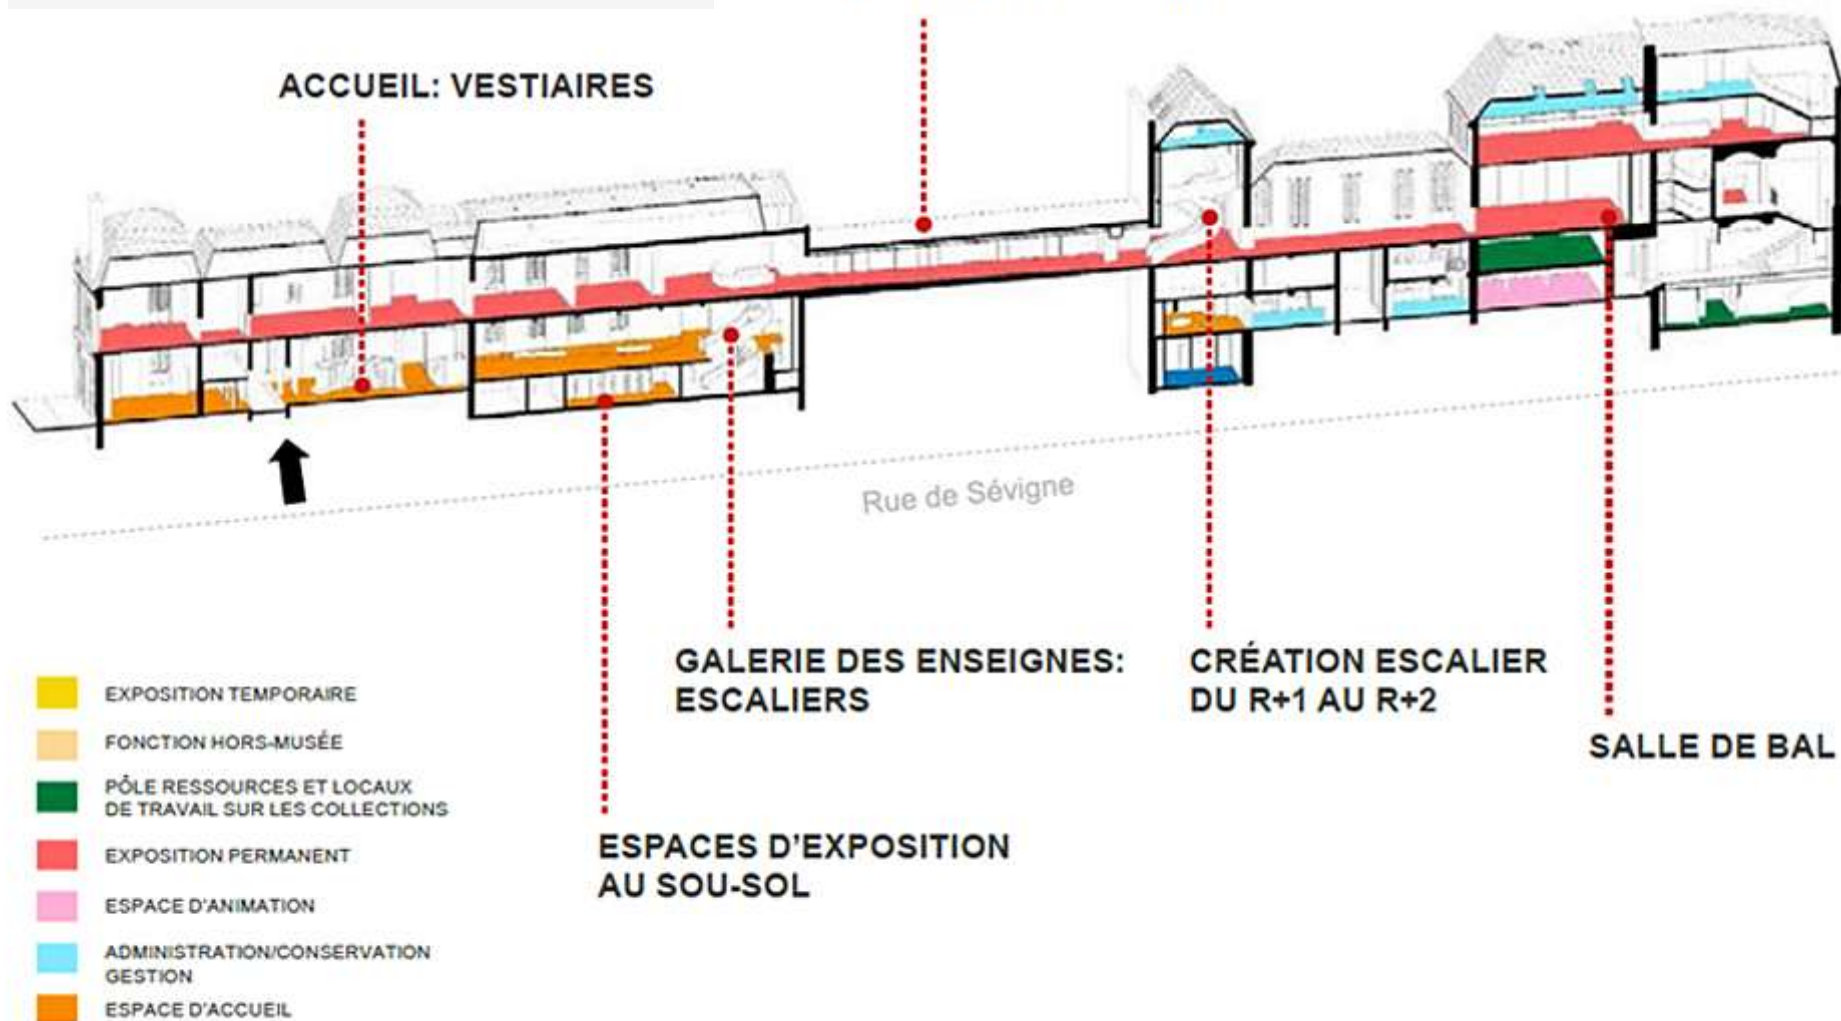 ACCUEIL: VESTIAIRES
Rue de Sévigne
GALERIE DES ENSEIGNES:
ESCALIERS
CRÉATION ESCALIER
DU R+1 AU R+2
SALLE DE BAL
ESPACES D'EXPOSITION
AU SOU-SOL
EXPOSITION TEMPORAIRE
FONCTION HORS-MUSÉE
PÔLE RESSOURCES ET LOCAUX
DE TRAVAIL SUR LES COLLECTIONS
EXPOSITION PERMANENT
ESPACE D'ANIMATION
ADMINISTRATION/CONSERVATION
GESTION
ESPACE D'ACCUEIL